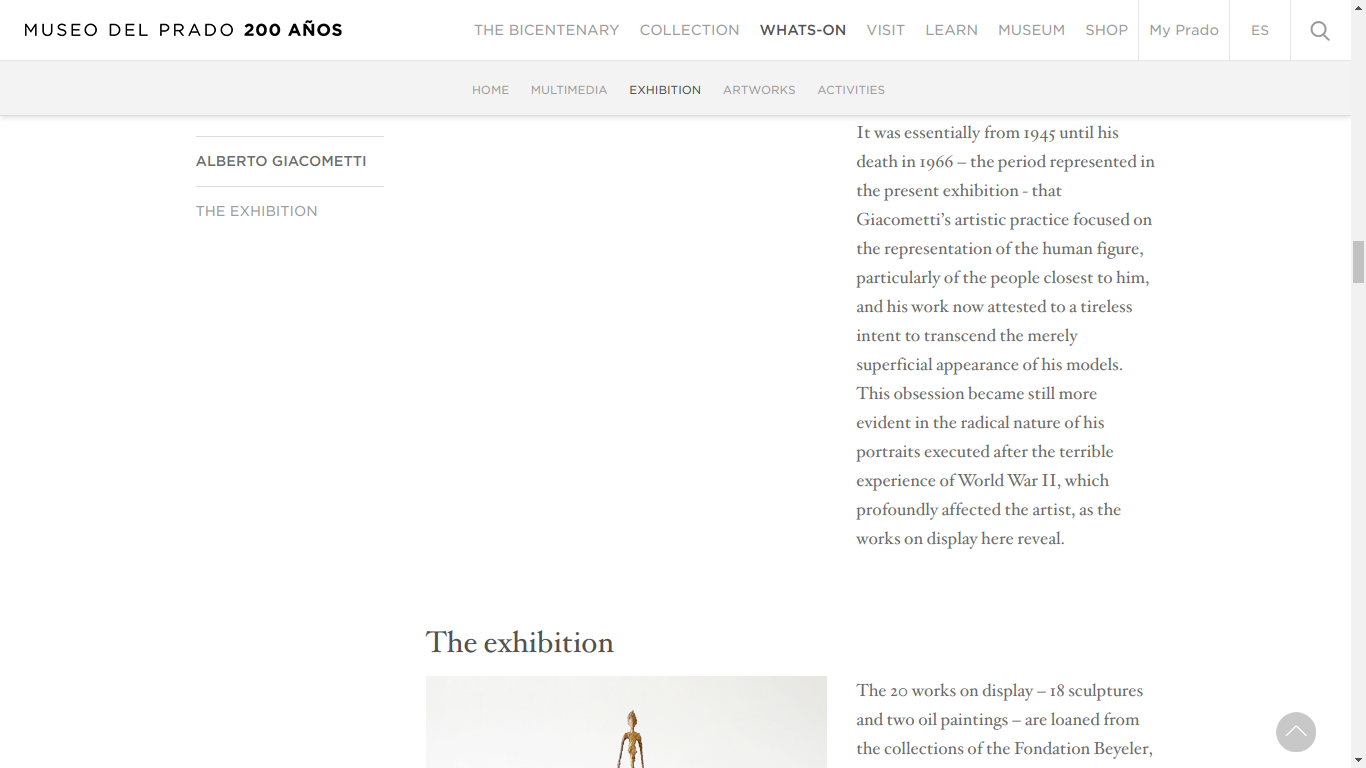 MUSEO DEL PRADO 200 AÑOS
THE BICENTENARY COLLECTION WHATS-ON VISIT LEARN MUSEUM SHOP My Prado ES
HOME MULTIMEDIA EXHIBITION ARTWORKS ACTIVITIES
ALBERTO GIACOMETTI
THE EXHIBITION
It was essentially from 1945 until his
death in 1966 – the period represented in
the present exhibition - that
Giacometti’s artistic practice focused on
the representation of the human figure,
particularly of the people closest to him,
and his work now attested to a tireless
intent to transcend the merely
superficial appearance of his models.
This obsession became still more
evident in the radical nature of his
portraits executed after the terrible
experience of World War II, which
profoundly affected the artist, as the
works on display here reveal.
The exhibition
The 20 works on display – 18 sculptures
and two oil paintings – are loaned from
the collections of the Fondation Beyeler,